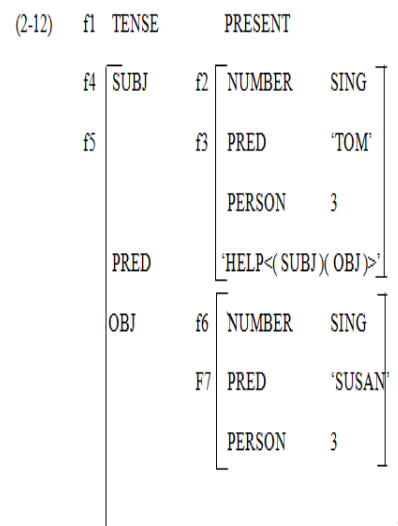 (2-12) f1 TENSE PRESENT
f4 SUBJ f2 NUMBER SING
f5 f3 PRED ‘TOM’
PERSON 3
PRED ‘HELP<( SUBJ)( OBJ)>’
OBJ f6 NUMBER SING
F7 PRED ‘SUSAN’
PERSON 3